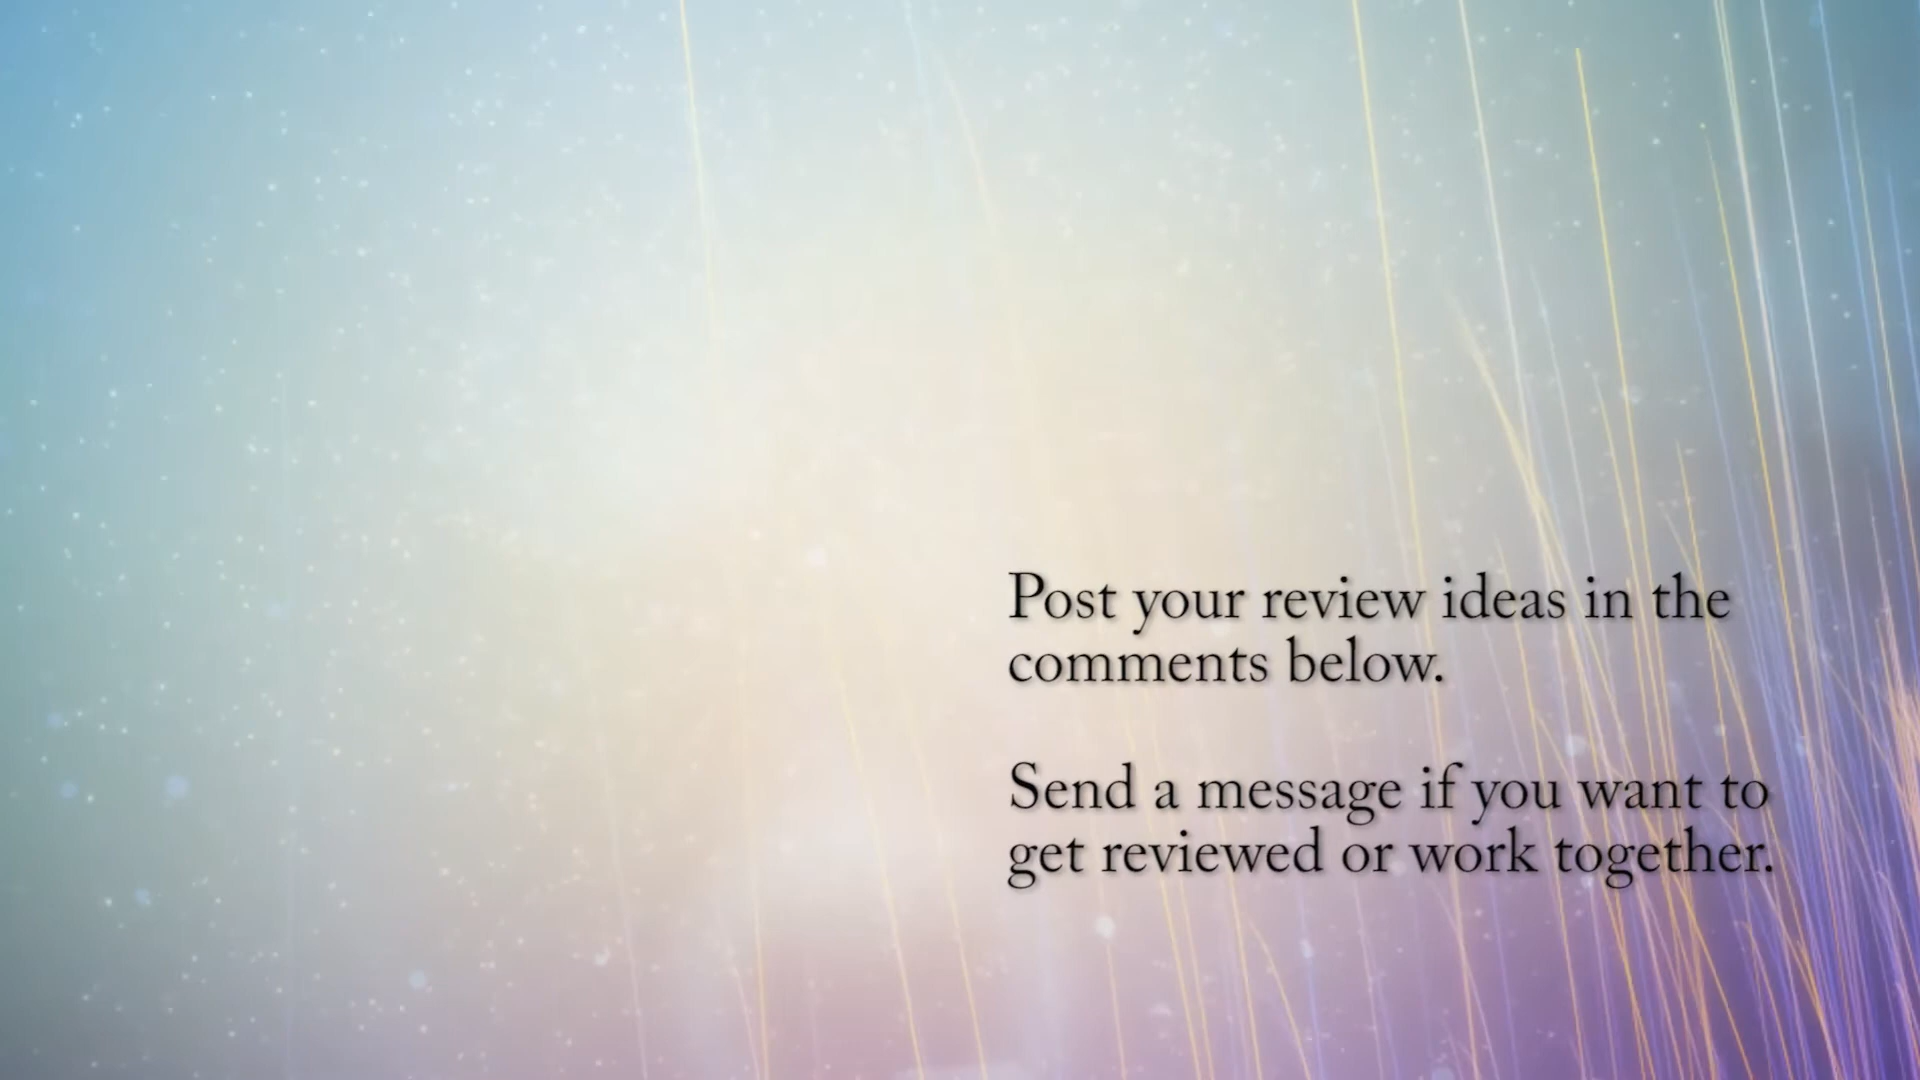 Post your review ideas in the
comments below.
Send a message if you want to
get reviewed or work together.